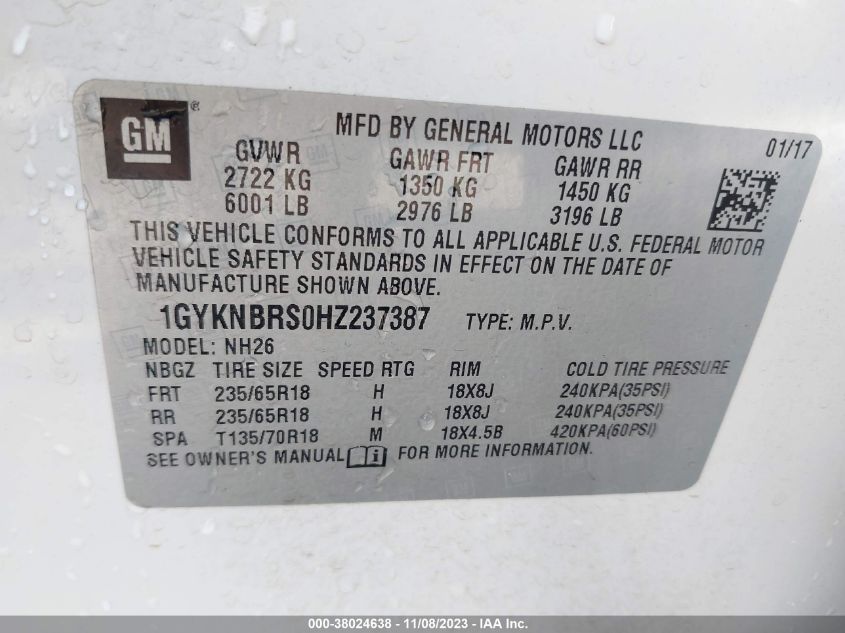 GM®
MFD BY GENERAL MOTORS LLC 01/17
GVWR GAWR FRT GAWR RR
2722 KG 1350 KG 1450 KG
6001 LB 2976 LB 3196 LB
THIS VEHICLE CONFORMS TO ALL APPLICABLE U.S. FEDERAL MOTOR
VEHICLE SAFETY STANDARDS IN EFFECT ON THE DATE OF
MANUFACTURE SHOWN ABOVE.
1GYKNBRS0HZ237387 TYPE: M.P.V.
MODEL: NH26
NBGZ TIRE SIZE SPEED RTG RIM COLD TIRE PRESSURE
FRT 235/65R18 H 18X8J 240KPA(35PSI)
RR 235/65R18 H 18X8J 240KPA(35PSI)
SPA T135/70R18 M 18X4.5B 420KPA(60PSI)
SEE OWNER'S MANUAL FOR MORE INFORMATION.
000-38024638 - 11/08/2023 - IAA Inc.